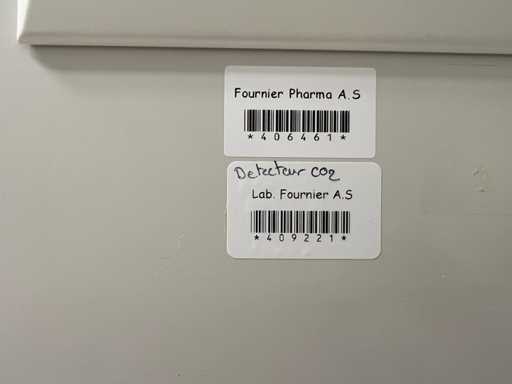 Fournier Pharma A.S
*406461*
Detecteur CO2
Lab. Fournier A.S
*409221*